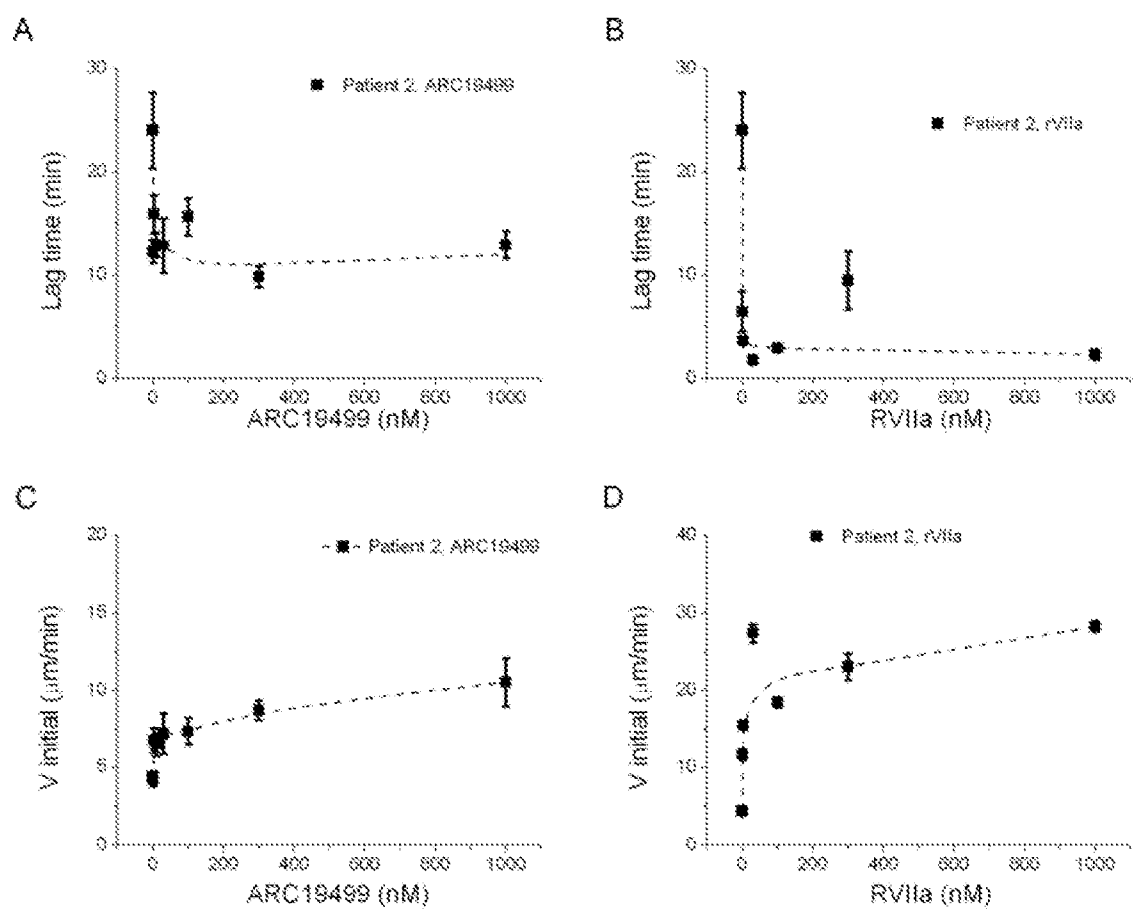 A
30
20
10
0
Lag time (min)
Patient 2, ARC19499
0 200 400 600 800 1000
ARC19499 (nM)
B
30
20
10
0
Lag time (min)
Patient 2, rVIIa
0 200 400 600 800 1000
RVIIa (nM)
C
20
15
10
5
0
V initial (µm/min)
Patient 2, ARC19499
0 200 400 600 800 1000
ARC19499 (nM)
D
40
30
20
10
0
V initial (µm/min)
Patient 2, rVIIa
0 200 400 600 800 1000
RVIIa (nM)